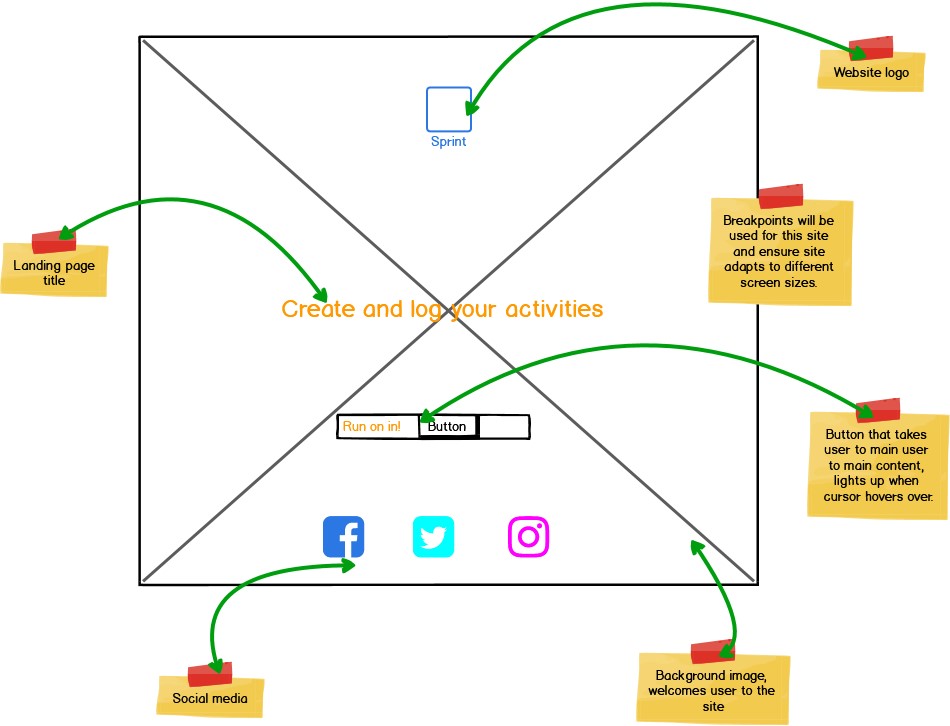 Website logo
Sprint
Breakpoints will be
used for this site
and ensure site
adapts to different
screen sizes.
Landing page
title
Create and log your activities
Run on in!
Button
Button that takes
user to main user
to main content,
lights up when
cursor hovers over.
Social media
Background image,
welcomes user to the
site